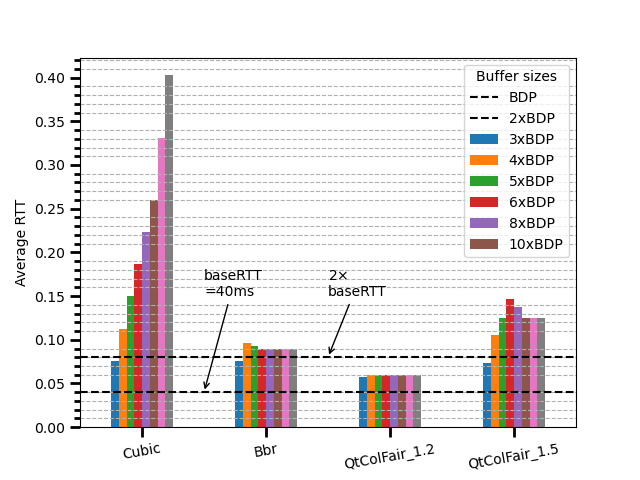 Average RTT
0.40
0.35
0.30
0.25
0.20
0.15
0.10
0.05
0.00
Buffer sizes
BDP
2xBDP
3xBDP
4xBDP
5xBDP
6xBDP
8xBDP
10xBDP
baseRTT
=40ms
2×
baseRTT
Cubic
Bbr
QtColFair_1.2
QtColFair_1.5